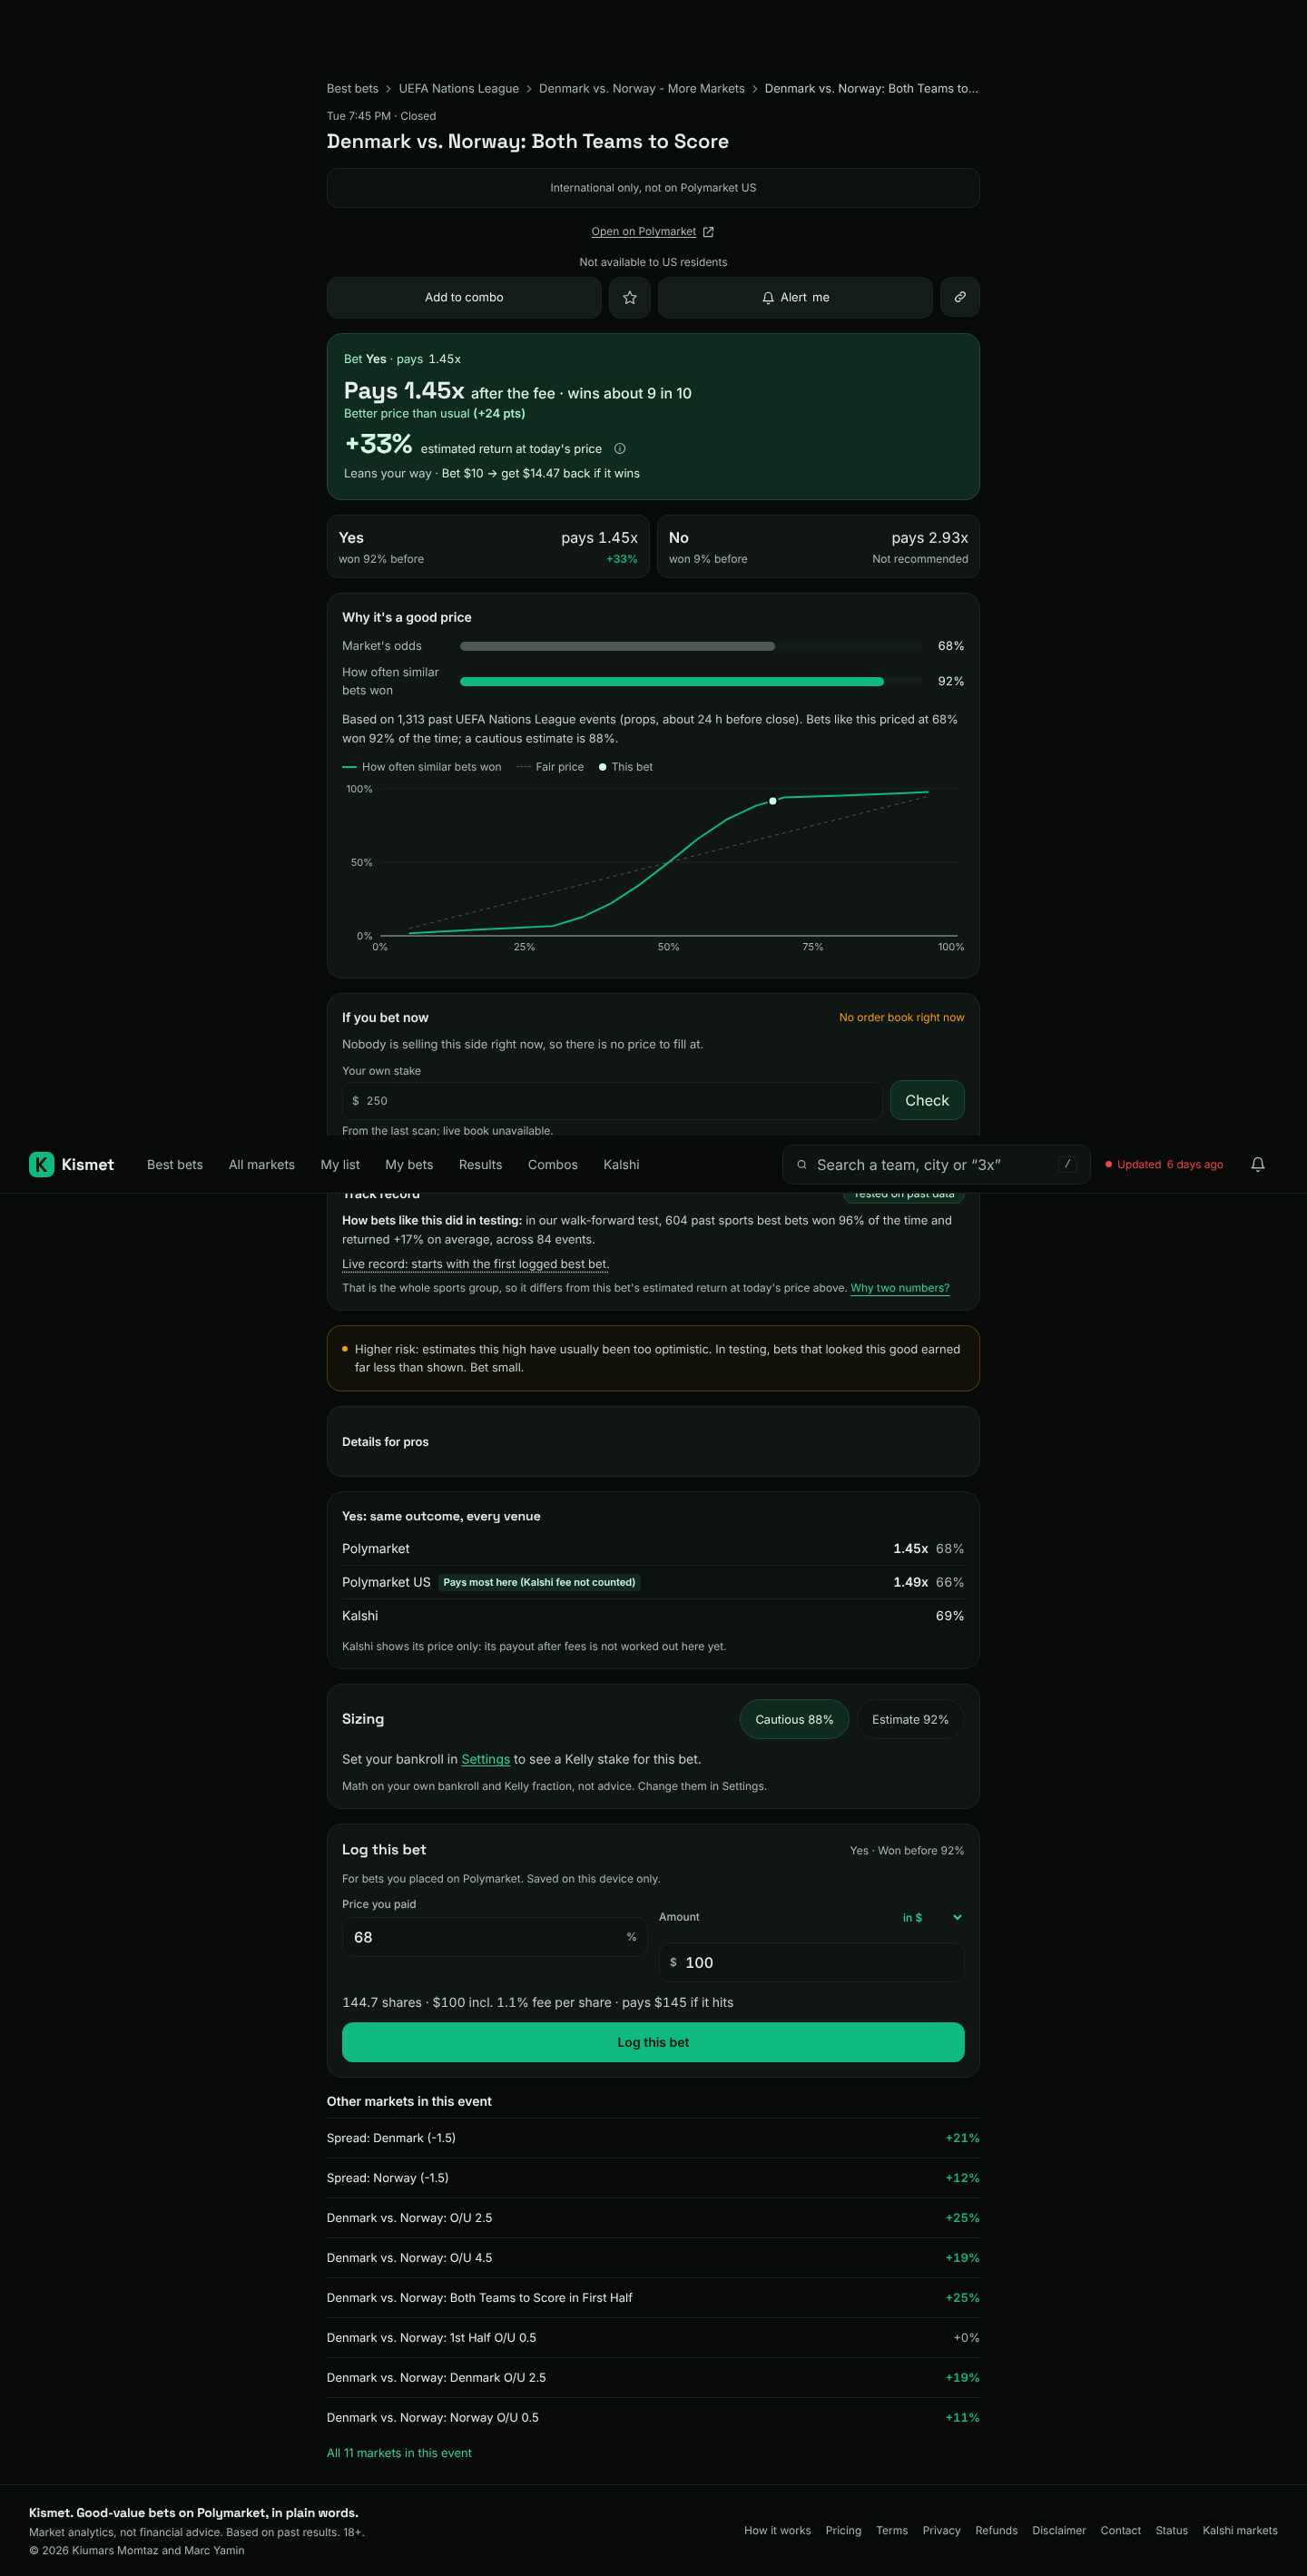 Best bets > UEFA Nations League > Denmark vs. Norway - More Markets > Denmark vs. Norway: Both Teams to...
Tue 7:45 PM · Closed
Denmark vs. Norway: Both Teams to Score
International only, not on Polymarket US
Open on Polymarket
Not available to US residents
Add to combo
Alert me
Bet Yes · pays 1.45x
Pays 1.45x after the fee · wins about 9 in 10
Better price than usual (+24 pts)
+33% estimated return at today's price
Leans your way · Bet $10 → get $14.47 back if it wins
Yes pays 1.45x
won 92% before +33%
No pays 2.93x
won 9% before Not recommended
Why it's a good price
Market's odds 68%
How often similar
bets won 92%
Based on 1,313 past UEFA Nations League events (props, about 24 h before close). Bets like this priced at 68%
won 92% of the time; a cautious estimate is 88%.
How often similar bets won Fair price This bet
100%
50%
0%
0% 25% 50% 75% 100%
If you bet now No order book right now
Nobody is selling this side right now, so there is no price to fill at.
Your own stake
$ 250 Check
From the last scan; live book unavailable.
K Kismet Best bets All markets My list My bets Results Combos Kalshi Search a team, city or “3x” / Updated 6 days ago
Track record Tested on past data
How bets like this did in testing: in our walk-forward test, 604 past sports best bets won 96% of the time and
returned +17% on average, across 84 events.
Live record: starts with the first logged best bet.
That is the whole sports group, so it differs from this bet's estimated return at today's price above. Why two numbers?
Higher risk: estimates this high have usually been too optimistic. In testing, bets that looked this good earned
far less than shown. Bet small.
Details for pros
Yes: same outcome, every venue
Polymarket 1.45x 68%
Polymarket US Pays most here (Kalshi fee not counted) 1.49x 66%
Kalshi 69%
Kalshi shows its price only: its payout after fees is not worked out here yet.
Sizing Cautious 88% Estimate 92%
Set your bankroll in Settings to see a Kelly stake for this bet.
Math on your own bankroll and Kelly fraction, not advice. Change them in Settings.
Log this bet Yes · Won before 92%
For bets you placed on Polymarket. Saved on this device only.
Price you paid
68 %
Amount in $
$ 100
144.7 shares · $100 incl. 1.1% fee per share · pays $145 if it hits
Log this bet
Other markets in this event
Spread: Denmark (-1.5) +21%
Spread: Norway (-1.5) +12%
Denmark vs. Norway: O/U 2.5 +25%
Denmark vs. Norway: O/U 4.5 +19%
Denmark vs. Norway: Both Teams to Score in First Half +25%
Denmark vs. Norway: 1st Half O/U 0.5 +0%
Denmark vs. Norway: Denmark O/U 2.5 +19%
Denmark vs. Norway: Norway O/U 0.5 +11%
All 11 markets in this event
Kismet. Good-value bets on Polymarket, in plain words.
Market analytics, not financial advice. Based on past results. 18+.
© 2026 Kiumars Momtaz and Marc Yamin
How it works Pricing Terms Privacy Refunds Disclaimer Contact Status Kalshi markets